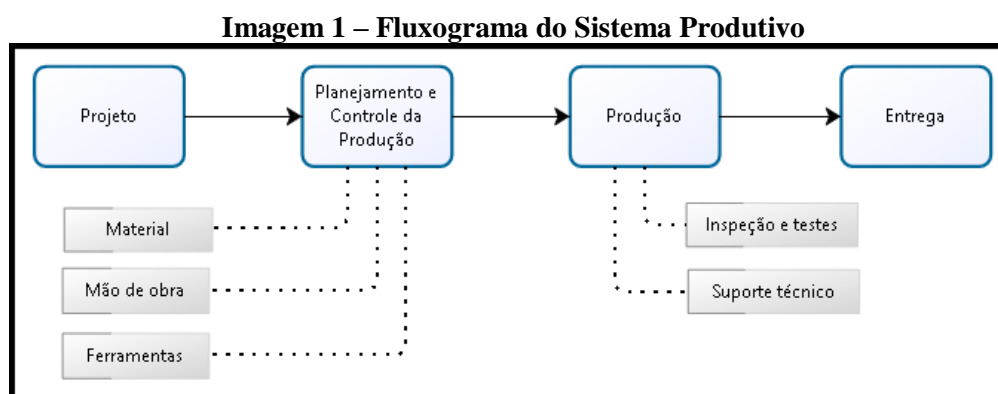 Imagem 1 – Fluxograma do Sistema Produtivo
Projeto
Planejamento e
Controle da
Produção
Produção
Entrega
Material
Mão de obra
Ferramentas
Inspeção e testes
Suporte técnico